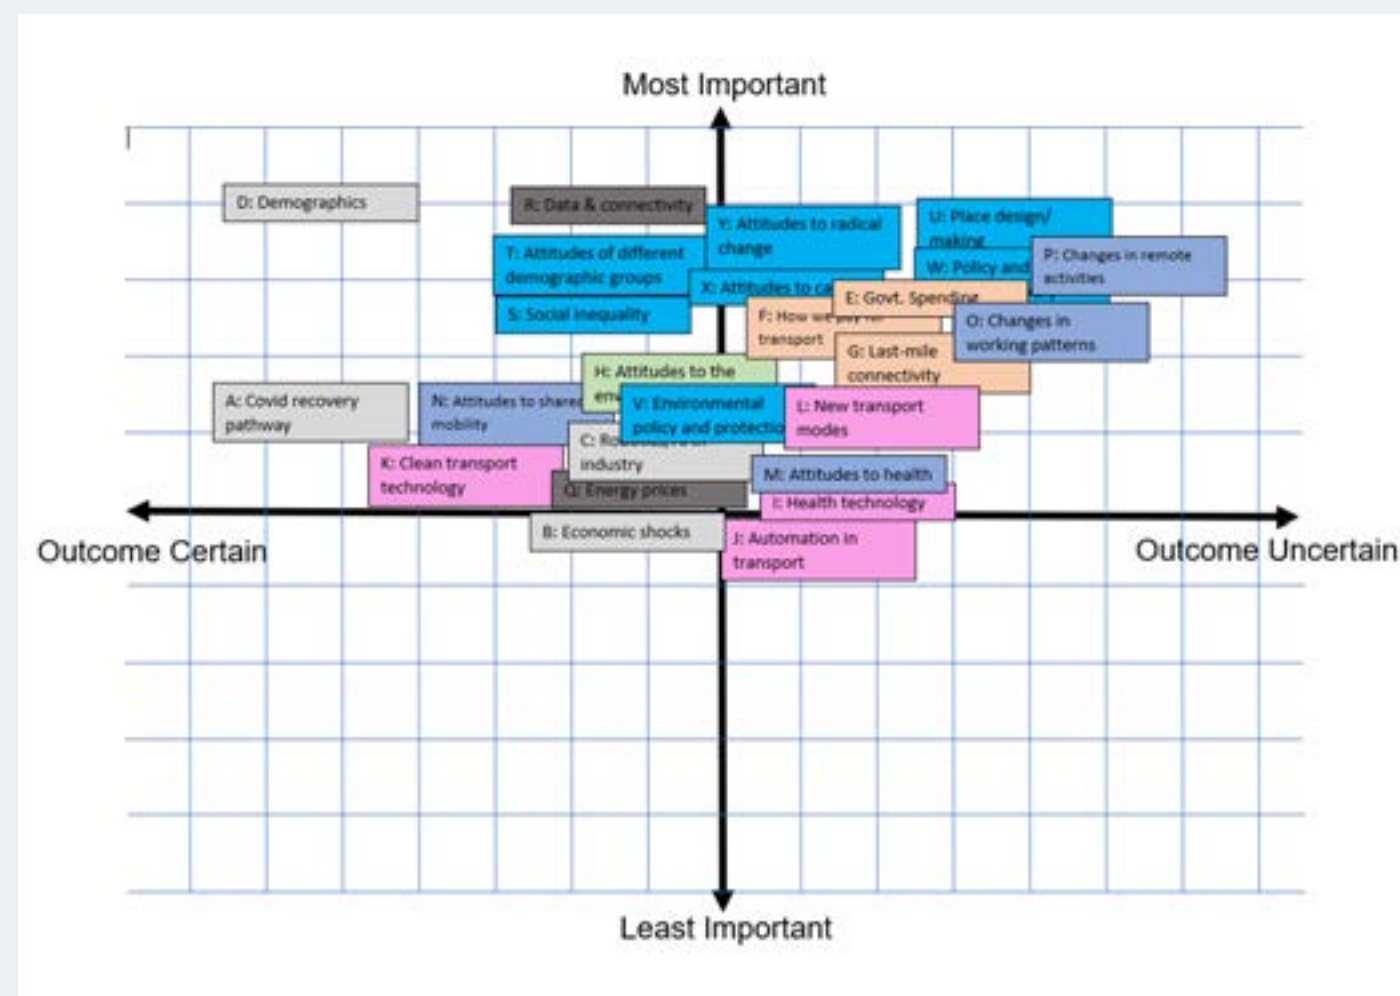 Most Important
D: Demographics
R: Data & connectivity
Y: Attitudes to radical
change
U: Place design/
making
T: Attitudes of different
demographic groups
W: Policy and
P: Changes in remote
activities
X: Attitudes to
E: Govt. Spending
S: Social inequality
F: How we pay for
transport
O: Changes in
working patterns
G: Last-mile
connectivity
H: Attitudes to the
A: Covid recovery
pathway
N: Attitudes to shared
mobility
V: Environmental
policy and protection
L: New transport
modes
C:
industry
K: Clean transport
technology
M: Attitudes to health
Q: Energy prices
I: Health technology
B: Economic shocks
J: Automation in
transport
Outcome Certain
Outcome Uncertain
Least Important